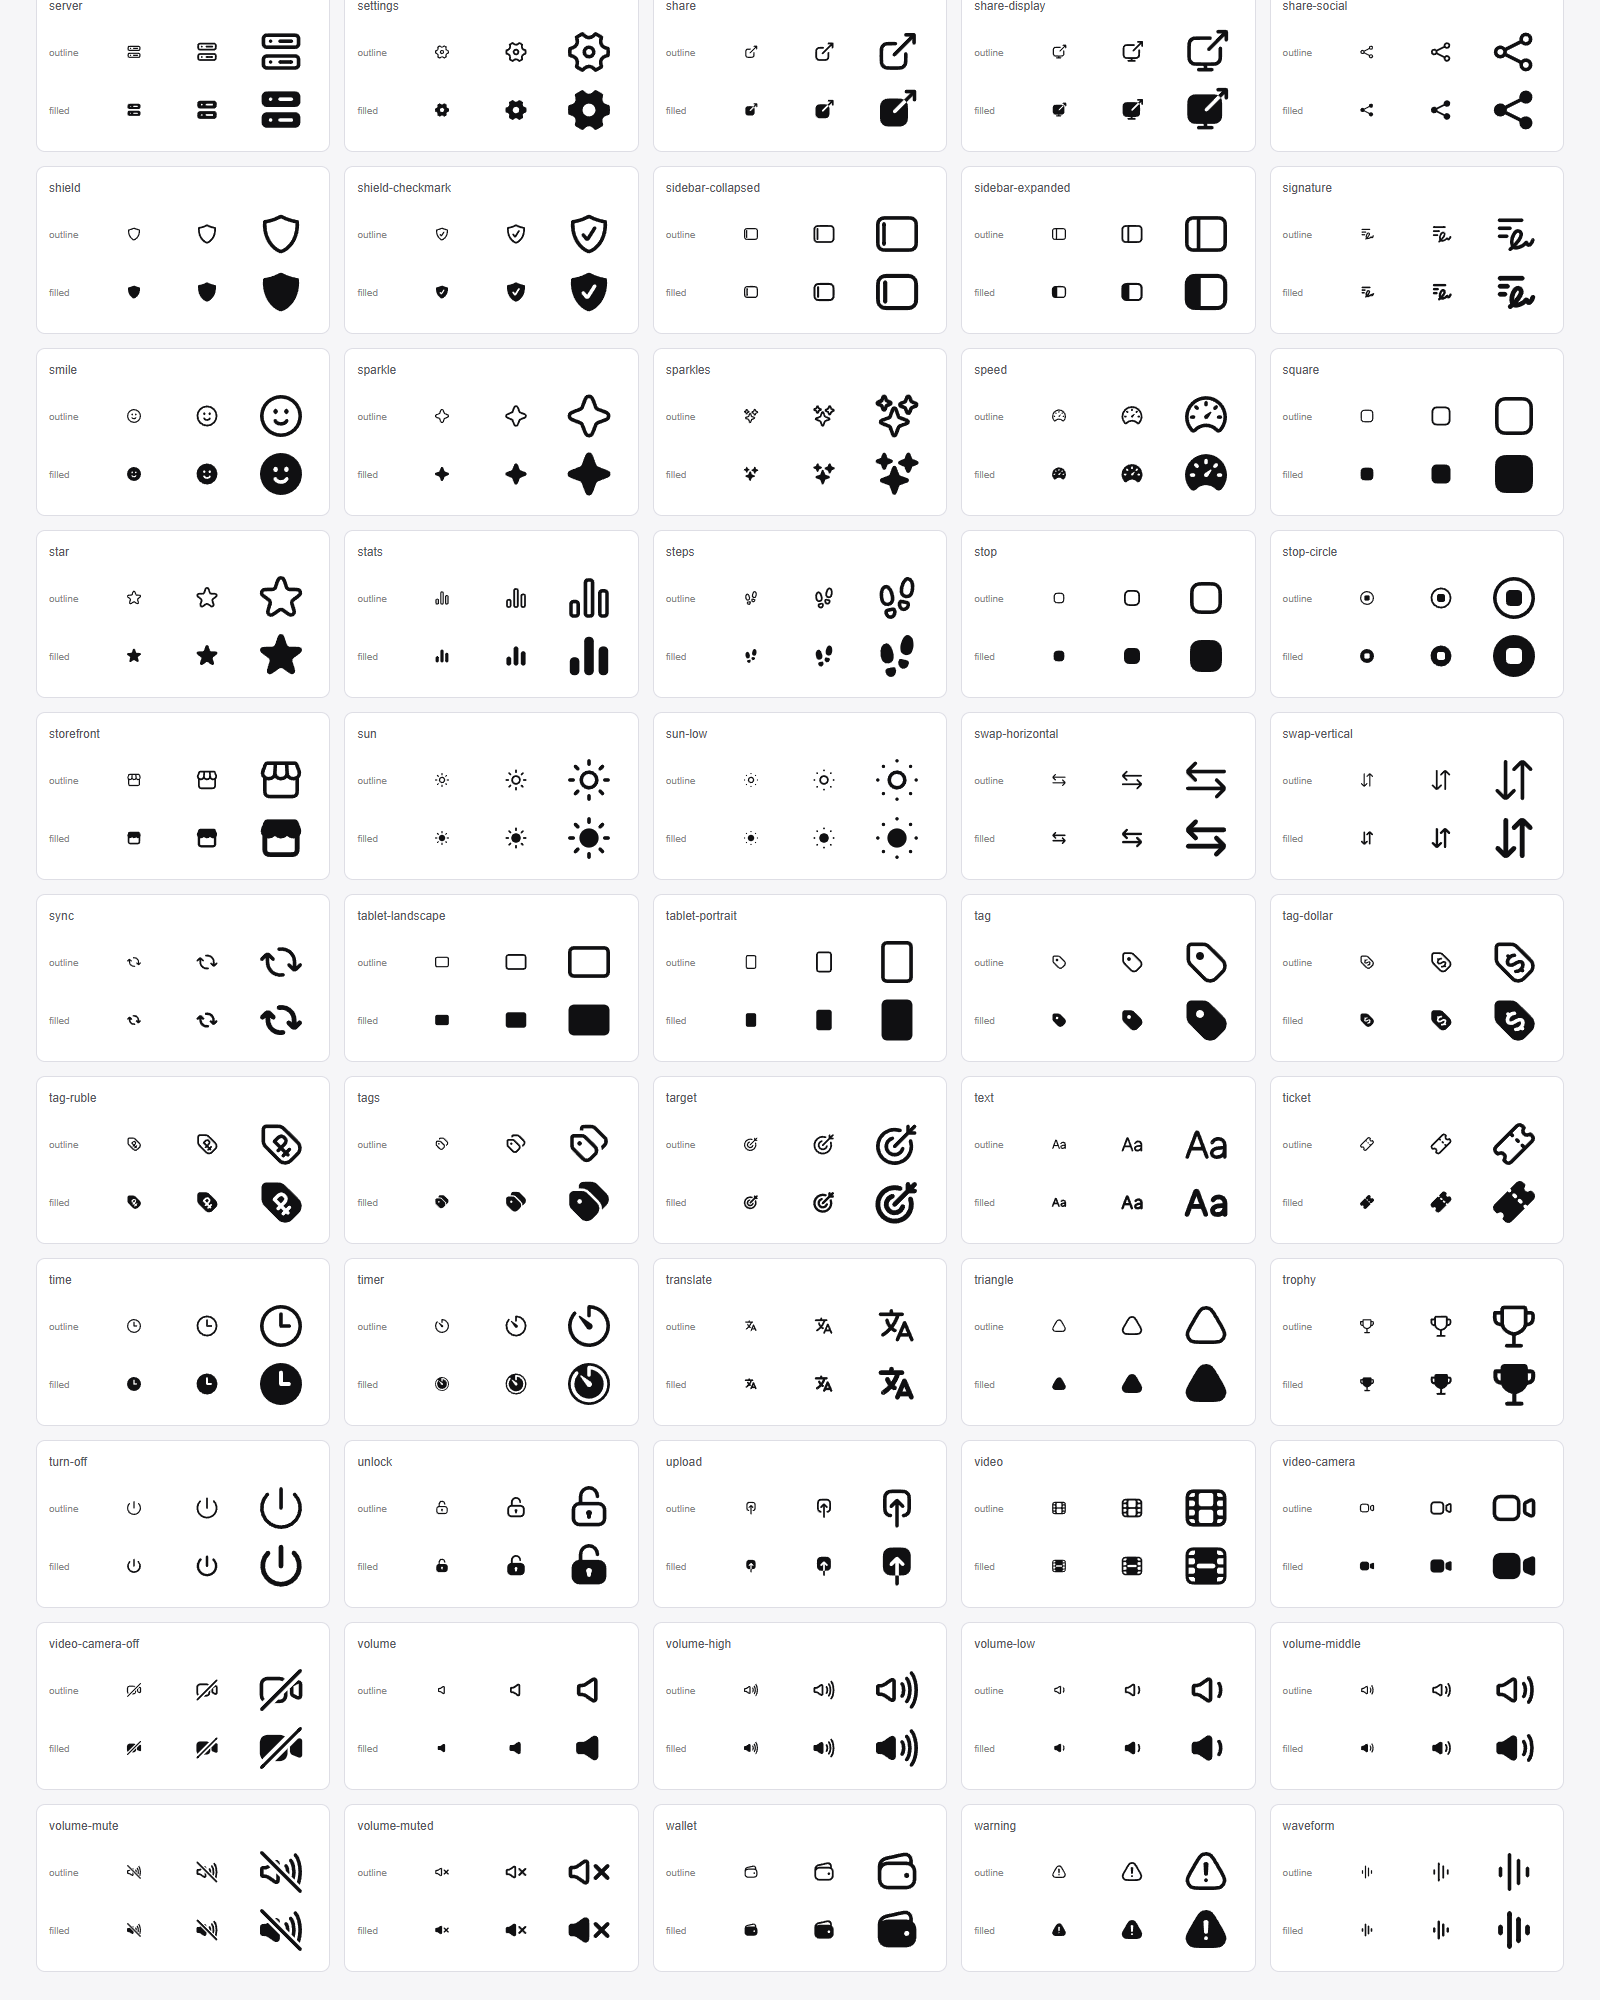 server settings share share-display share-social
outline outline outline outline outline
filled filled filled filled filled
shield shield-checkmark sidebar-collapsed sidebar-expanded signature
outline outline outline outline outline
filled filled filled filled filled
smile sparkle sparkles speed square
outline outline outline outline outline
filled filled filled filled filled
star stats steps stop stop-circle
outline outline outline outline outline
filled filled filled filled filled
storefront sun sun-low swap-horizontal swap-vertical
outline outline outline outline outline
filled filled filled filled filled
sync tablet-landscape tablet-portrait tag tag-dollar
outline outline outline outline outline
filled filled filled filled filled
tag-ruble tags target text ticket
outline outline outline Aa Aa Aa outline outline
filled filled filled Aa Aa Aa filled filled
time timer translate triangle trophy
outline outline outline outline outline
filled filled filled filled filled
turn-off unlock upload video video-camera
outline outline outline outline outline
filled filled filled filled filled
video-camera-off volume volume-high volume-low volume-middle
outline outline outline outline outline
filled filled filled filled filled
volume-mute volume-muted wallet warning waveform
outline outline outline outline outline
filled filled filled filled filled